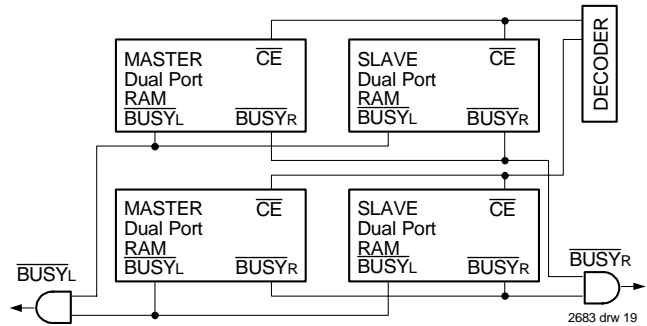 MASTER
Dual Port
RAM
BUSYL
CE
BUSYR
SLAVE
Dual Port
RAM
BUSYL
CE
BUSYR
DECODER
MASTER
Dual Port
RAM
BUSYL
CE
BUSYR
SLAVE
Dual Port
RAM
BUSYL
CE
BUSYR
BUSYL
BUSYR
2683 drw 19